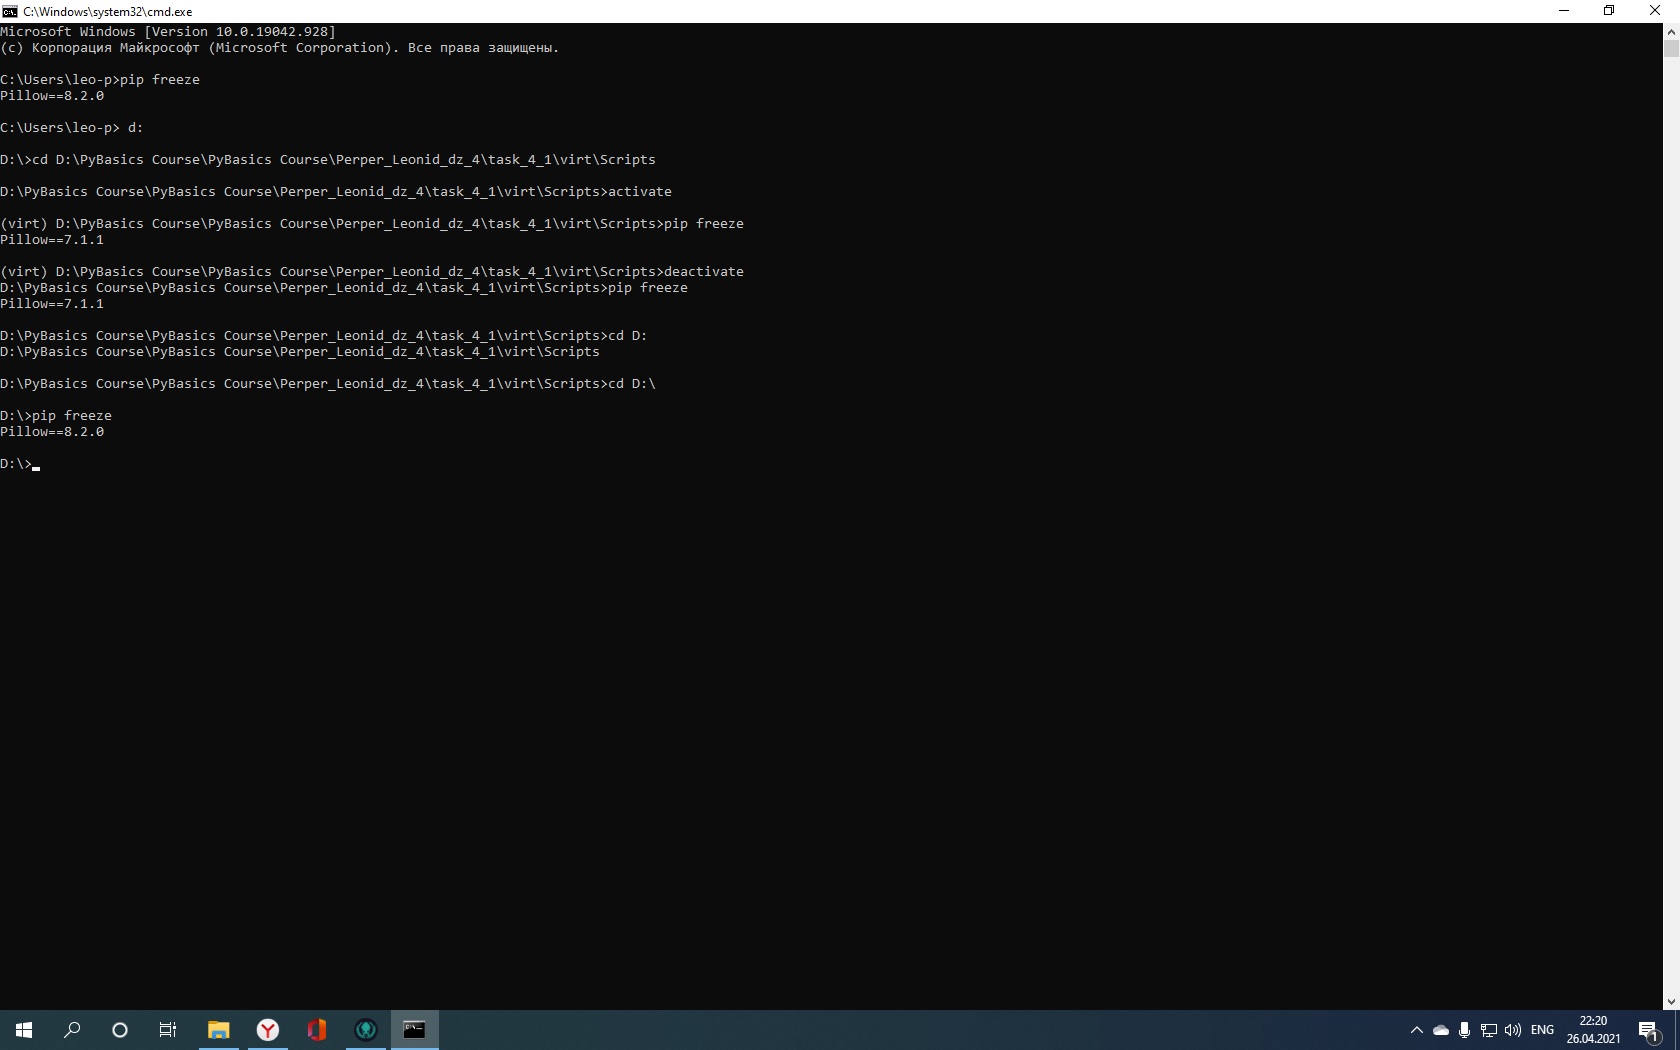 C:\Windows\system32\cmd.exe
Microsoft Windows [Version 10.0.19042.928]
(c) Корпорация Майкрософт (Microsoft Corporation). Все права защищены.
C:\Users\leo-p>pip freeze
Pillow==8.2.0
C:\Users\leo-p> d:
D:\>cd D:\PyBasics Course\PyBasics Course\Perper_Leonid_dz_4\task_4_1\virt\Scripts
D:\PyBasics Course\PyBasics Course\Perper_Leonid_dz_4\task_4_1\virt\Scripts>activate
(virt) D:\PyBasics Course\PyBasics Course\Perper_Leonid_dz_4\task_4_1\virt\Scripts>pip freeze
Pillow==7.1.1
(virt) D:\PyBasics Course\PyBasics Course\Perper_Leonid_dz_4\task_4_1\virt\Scripts>deactivate
D:\PyBasics Course\PyBasics Course\Perper_Leonid_dz_4\task_4_1\virt\Scripts>pip freeze
Pillow==7.1.1
D:\PyBasics Course\PyBasics Course\Perper_Leonid_dz_4\task_4_1\virt\Scripts>cd D:
D:\PyBasics Course\PyBasics Course\Perper_Leonid_dz_4\task_4_1\virt\Scripts
D:\PyBasics Course\PyBasics Course\Perper_Leonid_dz_4\task_4_1\virt\Scripts>cd D:\
D:\>pip freeze
Pillow==8.2.0
D:\>
ENG
22:20
26.04.2021
1